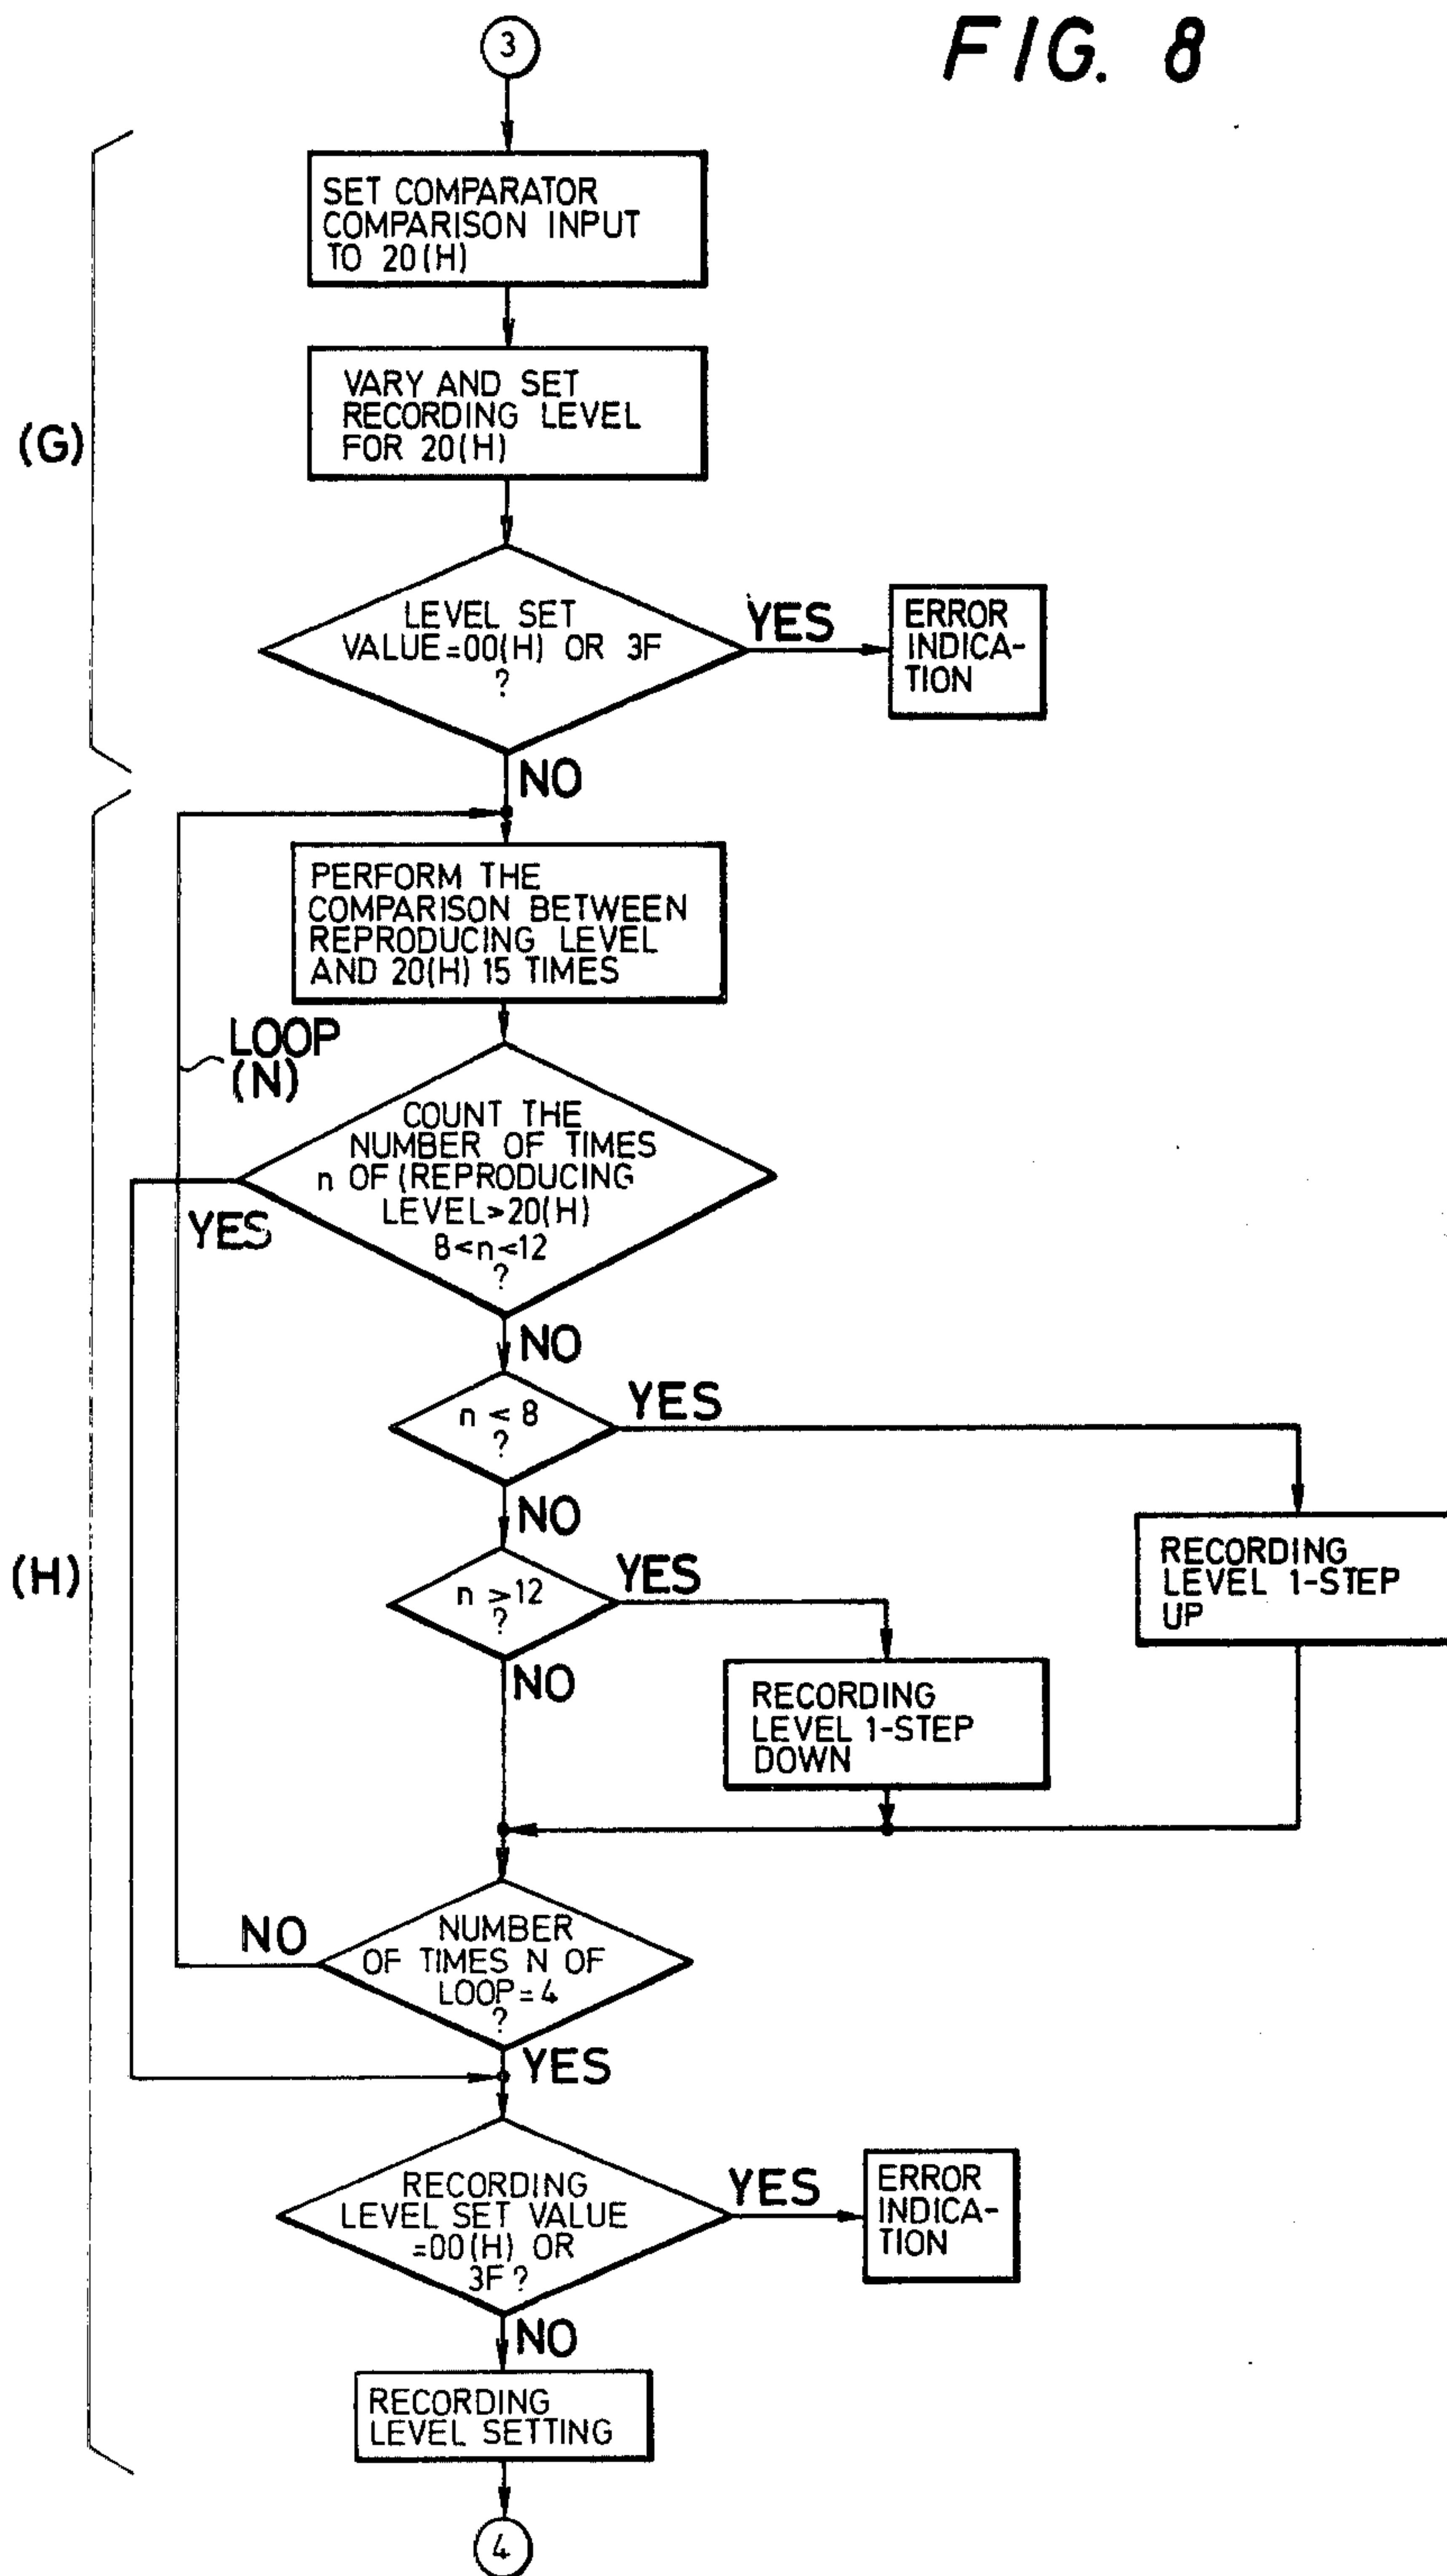 FIG. 8
3
SET COMPARATOR
COMPARISON INPUT
TO 20(H)
VARY AND SET
RECORDING LEVEL
FOR 20(H)
(G)
LEVEL SET
VALUE=00(H) OR 3F
?
YES
ERROR
INDICA-
TION
NO
PERFORM THE
COMPARISON BETWEEN
REPRODUCING LEVEL
AND 20(H) 15 TIMES
LOOP
(N)
COUNT THE
NUMBER OF TIMES
n OF (REPRODUCING
LEVEL>20(H)
8<n<12
?
YES
NO
n < 8
?
YES
NO
(H)
n >12
?
YES
NO
RECORDING
LEVEL 1-STEP
UP
RECORDING
LEVEL 1-STEP
DOWN
NUMBER
OF TIMES N OF
LOOP=4
?
NO
YES
RECORDING
LEVEL SET VALUE
=00(H) OR
3F ?
YES
ERROR
INDICA-
TION
NO
RECORDING
LEVEL SETTING
4